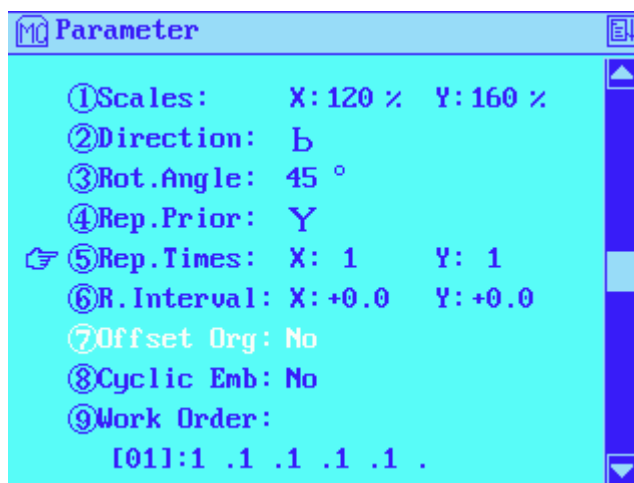 MC Parameter
①Scales: X:120 % Y:160 %
②Direction: Ь
③Rot.Angle: 45 °
④Rep.Prior: Y
⑤Rep.Times: X: 1 Y: 1
⑥R.Interval: X:+0.0 Y:+0.0
⑦Offset Org: No
⑧Cyclic Emb: No
⑨Work Order:
[01]:1 .1 .1 .1 .1 .